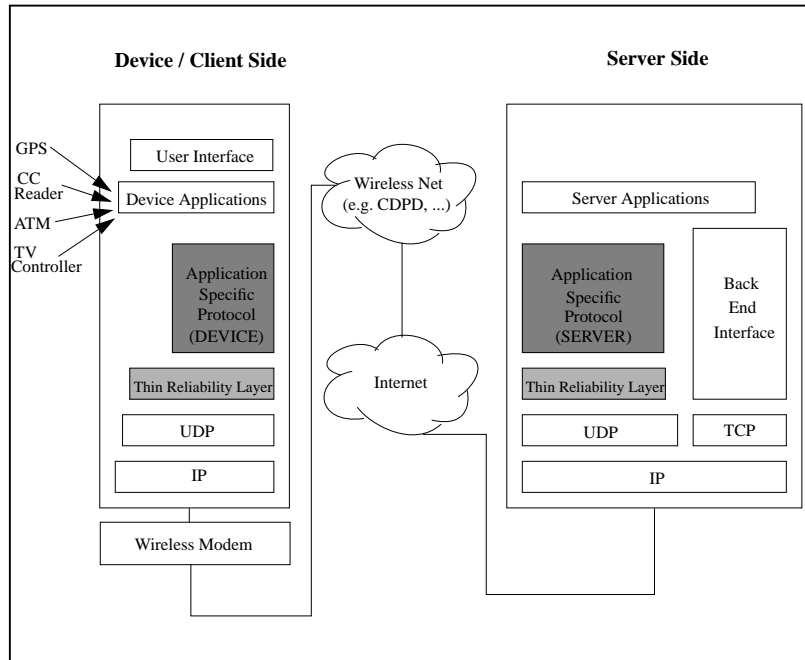 Device / Client Side
Server Side
GPS
CC
Reader
ATM
TV
Controller
User Interface
Device Applications
Application
Specific
Protocol
(DEVICE)
Thin Reliability Layer
UDP
IP
Wireless Modem
Wireless Net
(e.g. CDPD, ...)
Internet
Server Applications
Application
Specific
Protocol
(SERVER)
Back
End
Interface
Thin Reliability Layer
UDP
TCP
IP